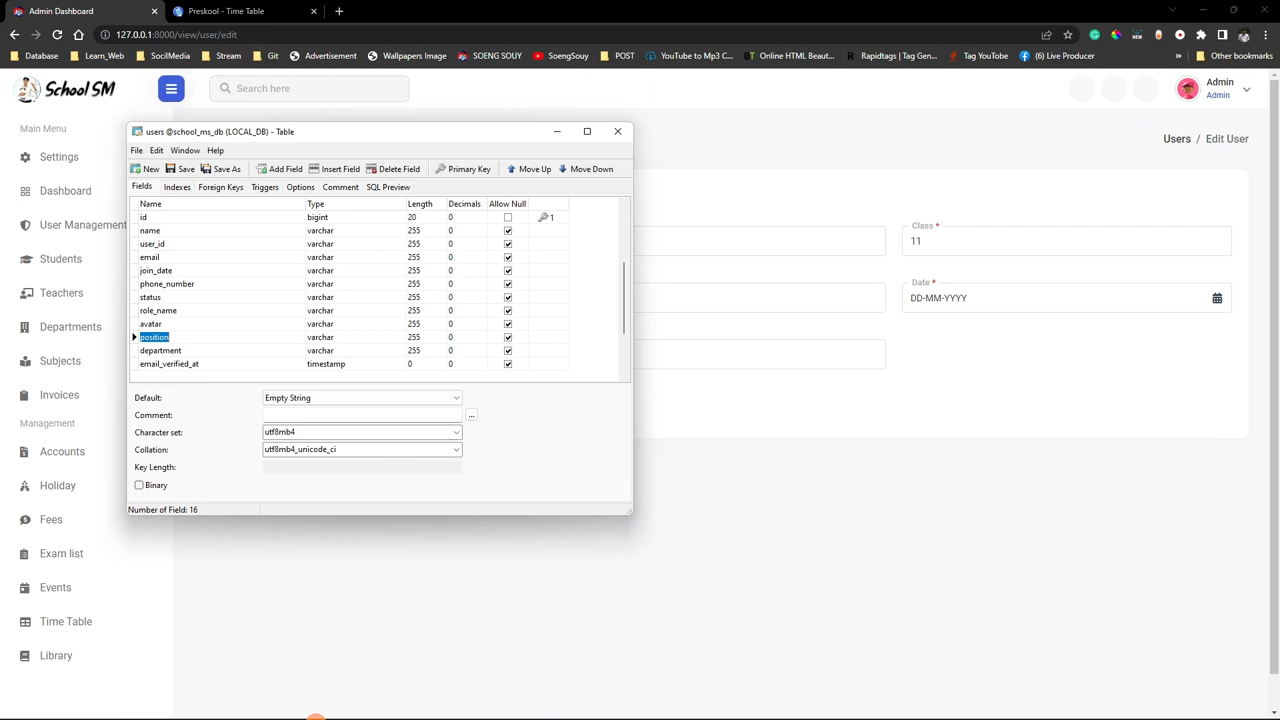 Admin Dashboard
Preskool - Time Table
127.0.0.1:8000/view/user/edit
Database
Learn_Web
SocilMedia
Stream
Git
Advertisement
Wallpapers Image
SOENG SOUY
SoengSouy
POST
YouTube to Mp3 C...
Online HTML Beaut...
Rapidtags | Tag Gen...
Tag YouTube
(6) Live Producer
»
Other bookmarks
School SM
Search here
Admin
Admin
Main Menu
Settings
Dashboard
User Management
Students
Teachers
Departments
Subjects
Invoices
Management
Accounts
Holiday
Fees
Exam list
Events
Time Table
Library
Users / Edit User
Class *
11
Date *
DD-MM-YYYY
users @school_ms_db (LOCAL_DB) - Table
File Edit Window Help
New Save Save As Add Field Insert Field Delete Field Primary Key Move Up Move Down
Fields Indexes Foreign Keys Triggers Options Comment SQL Preview
Name Type Length Decimals Allow Null
id bigint 20 0 1
name varchar 255 0
user_id varchar 255 0
email varchar 255 0
join_date varchar 255 0
phone_number varchar 255 0
status varchar 255 0
role_name varchar 255 0
avatar varchar 255 0
position varchar 255 0
department varchar 255 0
email_verified_at timestamp 0 0
Default: Empty String
Comment: ...
Character set: utf8mb4
Collation: utf8mb4_unicode_ci
Key Length:
Binary
Number of Field: 16